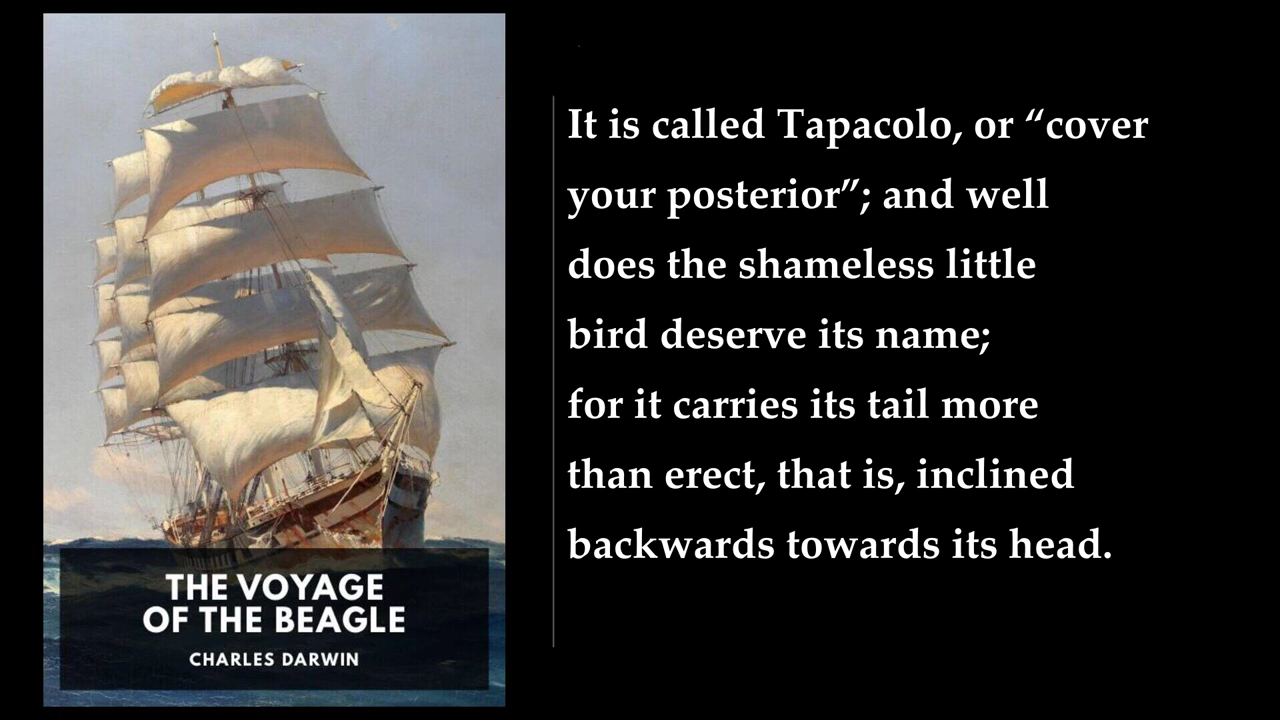 THE VOYAGE
OF THE BEAGLE
CHARLES DARWIN
It is called Tapacolo, or “cover
your posterior”; and well
does the shameless little
bird deserve its name;
for it carries its tail more
than erect, that is, inclined
backwards towards its head.